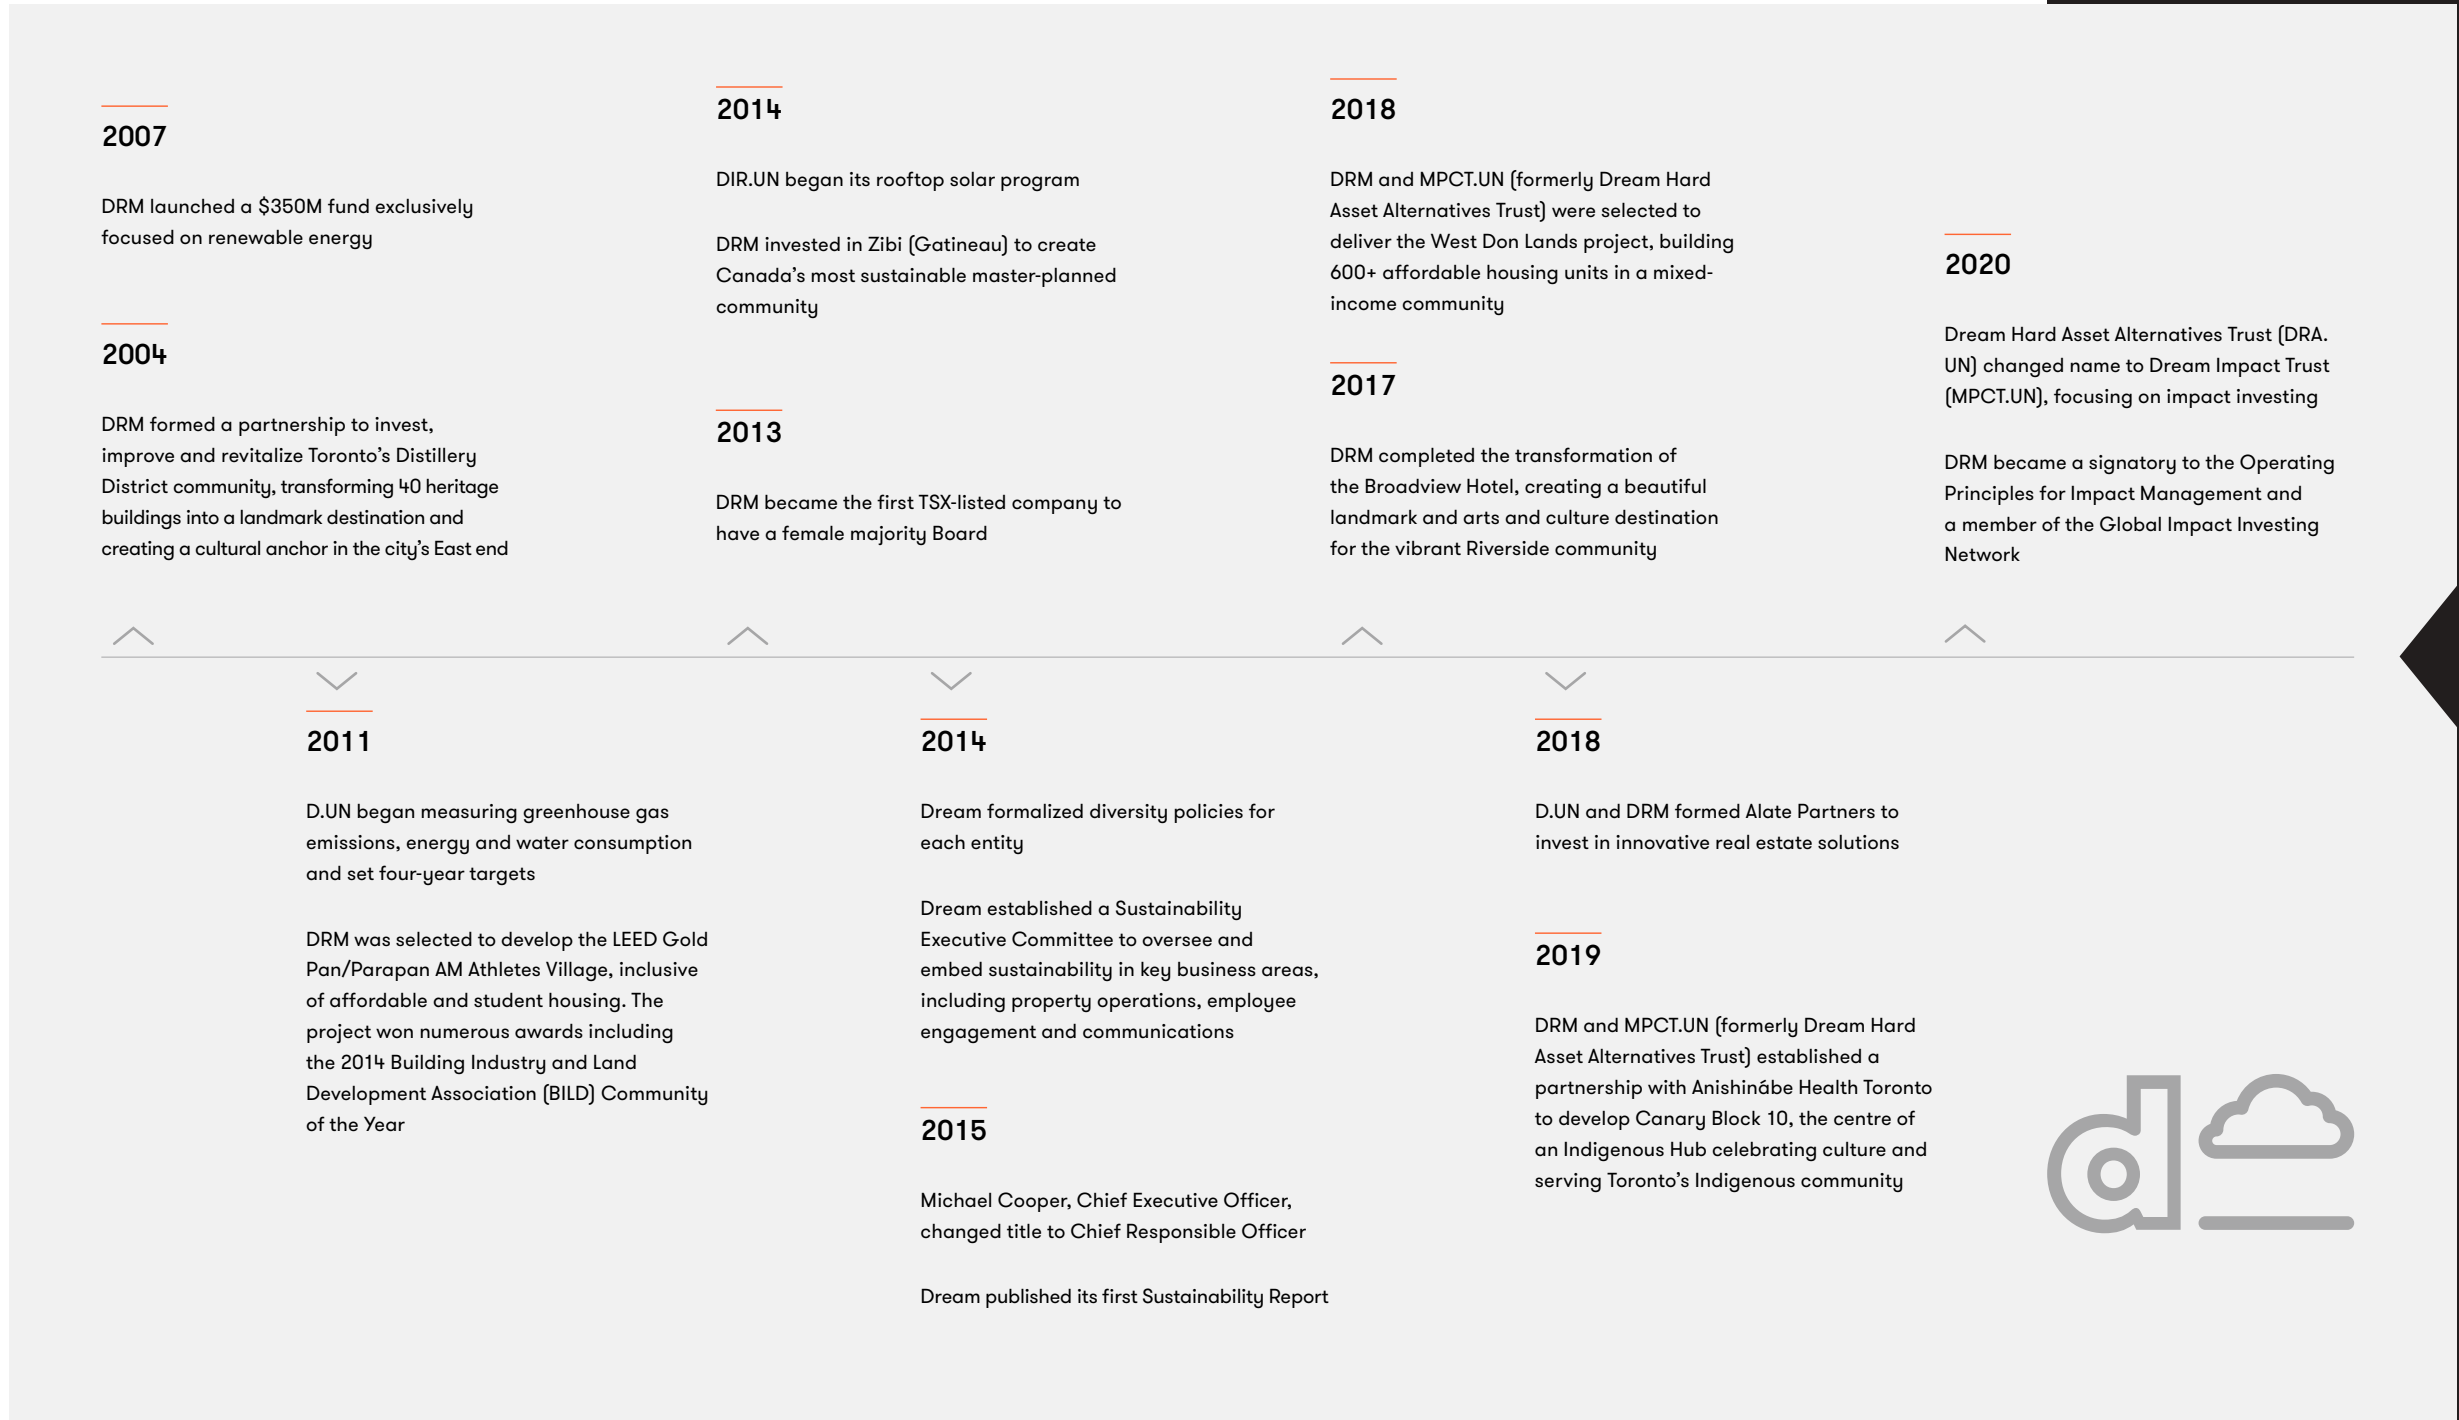 2007
DRM launched a $350M fund exclusively
focused on renewable energy
2004
DRM formed a partnership to invest,
improve and revitalize Toronto’s Distillery
District community, transforming 40 heritage
buildings into a landmark destination and
creating a cultural anchor in the city’s East end
2014
DIR.UN began its rooftop solar program
DRM invested in Zibi (Gatineau) to create
Canada’s most sustainable master-planned
community
2013
DRM became the first TSX-listed company to
have a female majority Board
2018
DRM and MPCT.UN (formerly Dream Hard
Asset Alternatives Trust) were selected to
deliver the West Don Lands project, building
600+ affordable housing units in a mixed-
income community
2017
DRM completed the transformation of
the Broadview Hotel, creating a beautiful
landmark and arts and culture destination
for the vibrant Riverside community
2020
Dream Hard Asset Alternatives Trust (DRA.
UN) changed name to Dream Impact Trust
(MPCT.UN), focusing on impact investing
DRM became a signatory to the Operating
Principles for Impact Management and
a member of the Global Impact Investing
Network
2011
D.UN began measuring greenhouse gas
emissions, energy and water consumption
and set four-year targets
DRM was selected to develop the LEED Gold
Pan/Parapan AM Athletes Village, inclusive
of affordable and student housing. The
project won numerous awards including
the 2014 Building Industry and Land
Development Association (BILD) Community
of the Year
2014
Dream formalized diversity policies for
each entity
Dream established a Sustainability
Executive Committee to oversee and
embed sustainability in key business areas,
including property operations, employee
engagement and communications
2015
Michael Cooper, Chief Executive Officer,
changed title to Chief Responsible Officer
Dream published its first Sustainability Report
2018
D.UN and DRM formed Alate Partners to
invest in innovative real estate solutions
2019
DRM and MPCT.UN (formerly Dream Hard
Asset Alternatives Trust) established a
partnership with Anishinábe Health Toronto
to develop Canary Block 10, the centre of
an Indigenous Hub celebrating culture and
serving Toronto’s Indigenous community
d